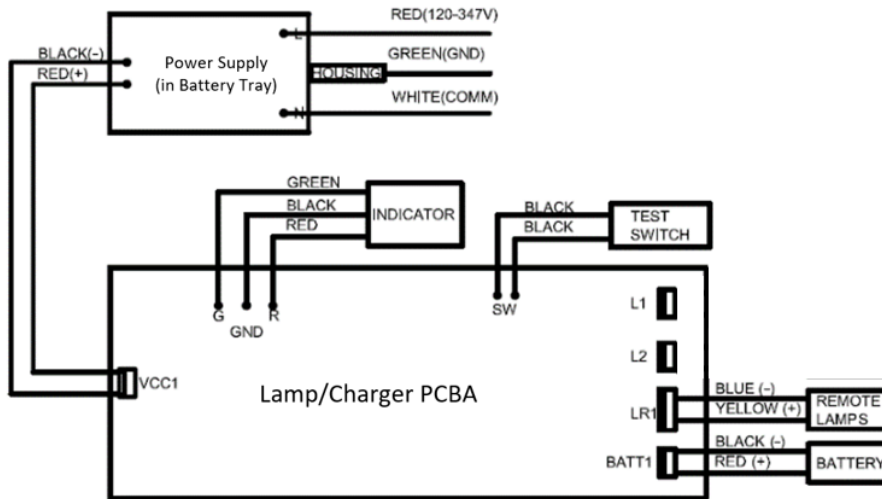 RED(120-347V)
L
BLACK(-)
Power Supply
(in Battery Tray)
GREEN(GND)
RED(+)
HOUSING
WHITE(COMM)
N
GREEN
BLACK
INDICATOR
RED
BLACK
BLACK
TEST
SWITCH
G
GND
R
SW
L1
L2
VCC1
Lamp/Charger PCBA
BLUE (-)
YELLOW (+)
REMOTE
LAMPS
LR1
BLACK (-)
RED (+)
BATTERY
BATT1